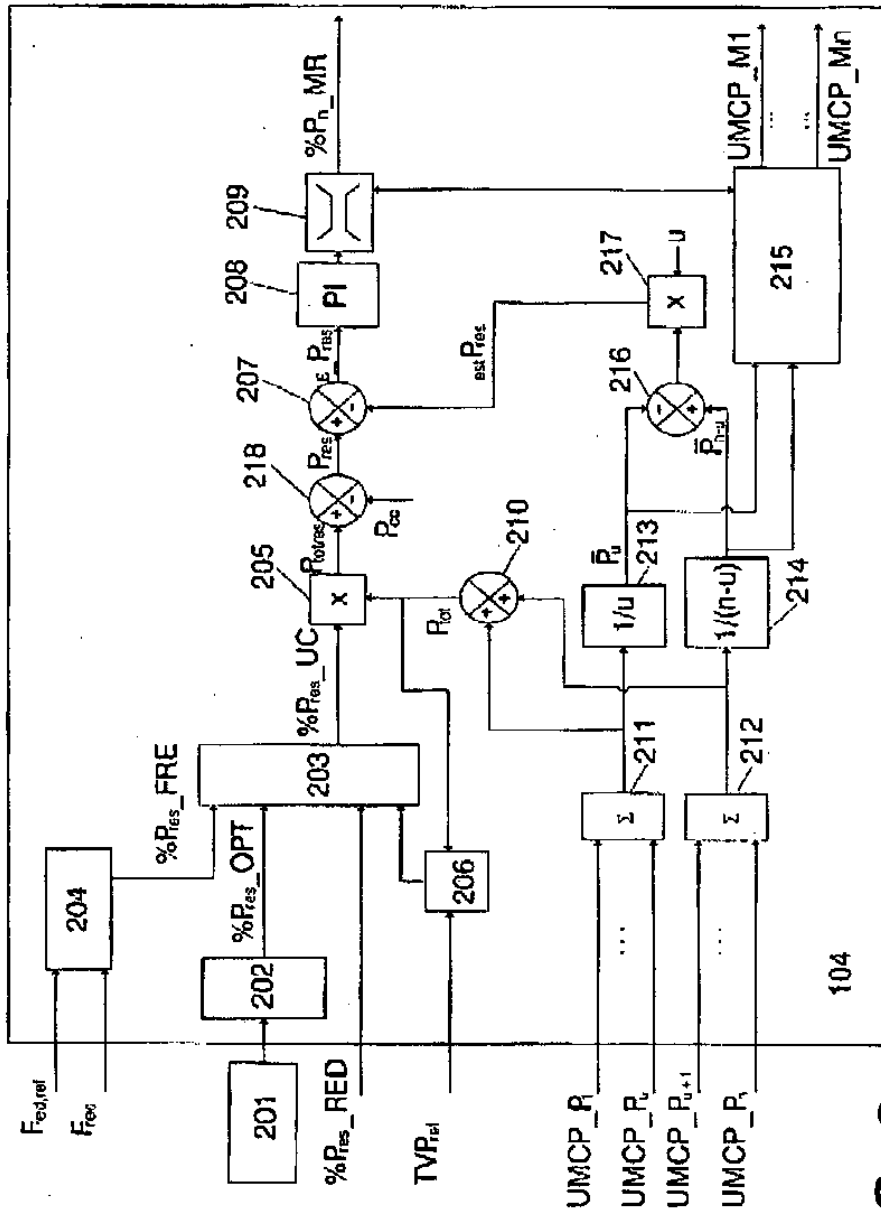 F_red,ref
F_red
204
%P_res_FRE
201
202
%P_res_OPT
%P_res_RED
TVP_ref
206
203
%P_res_UC
205
X
P_totres
218
+
-
P_cc
P_res
207
+
-
E_P_res
208
PI
209
%P_n_MR
P_tot
210
+
+
est P_res
UMCP_P_1
UMCP_P_u
UMCP_P_u+1
UMCP_P_n
...
...
Σ
211
Σ
212
1/u
213
1/(n-u)
214
P̅_u
P̅_n-u
216
-
+
X
217
u
215
UMCP_M1
...
...
UMCP_Mn
104